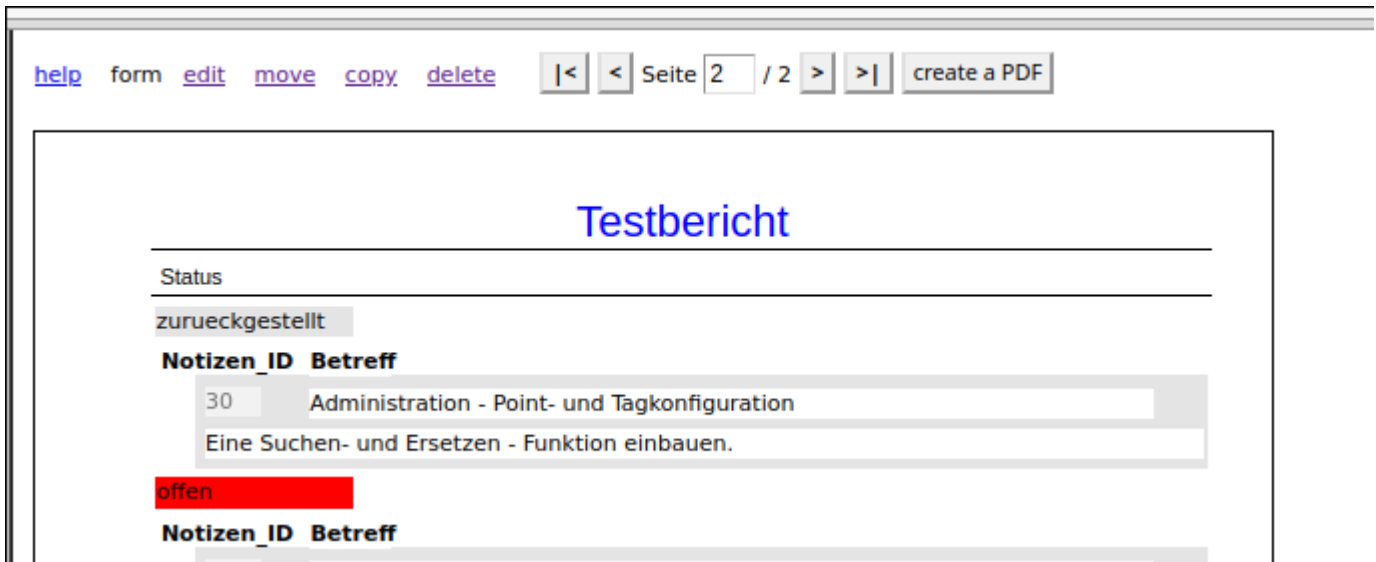 help form edit move copy delete |< < Seite 2 / 2 > >| create a PDF
Testbericht
Status
zurueckgestellt
Notizen_ID Betreff
30 Administration - Point- und Tagkonfiguration
Eine Suchen- und Ersetzen - Funktion einbauen.
offen
Notizen_ID Betreff